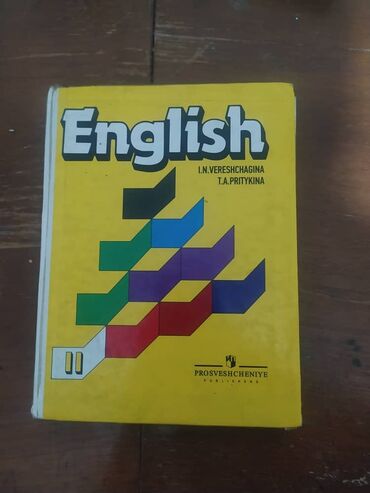 English
I.N.VERESHCHAGINA
T.A.PRITYKINA
II
PROSVESHCHENIYE
PUBLISHERS